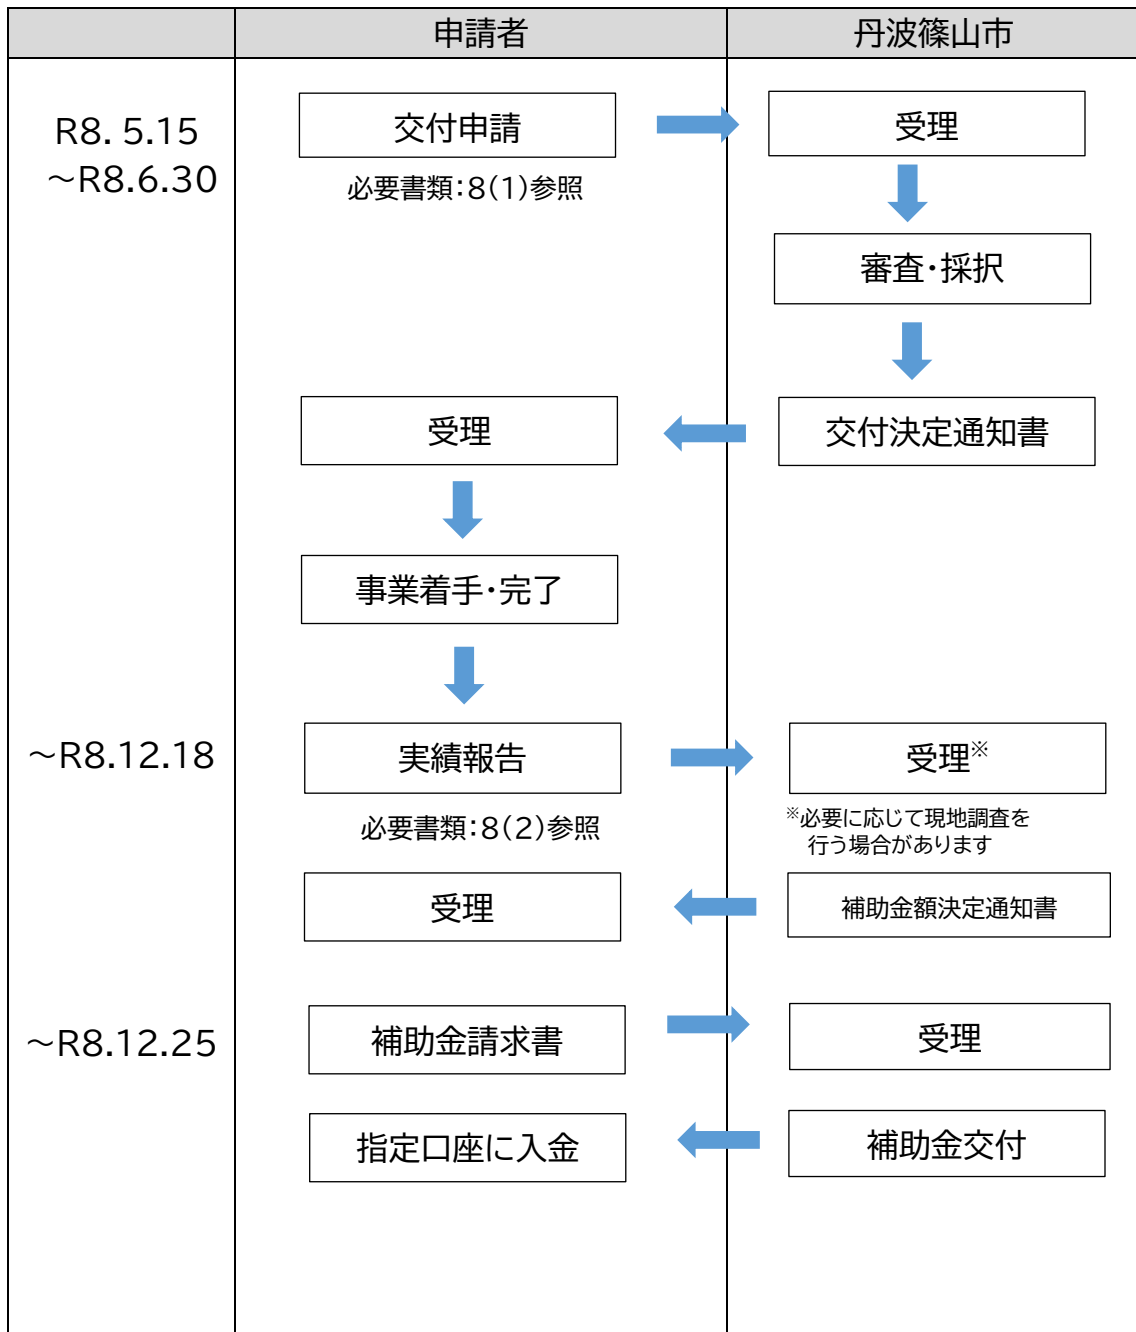 申請者
丹波篠山市
R8. 5.15
～R8.6.30
交付申請
受理
必要書類：8(1)参照
審査・採択
受理
交付決定通知書
事業着手・完了
～R8.12.18
実績報告
受理※
必要書類：8(2)参照
※必要に応じて現地調査を
行う場合があります
受理
補助金額決定通知書
～R8.12.25
補助金請求書
受理
指定口座に入金
補助金交付